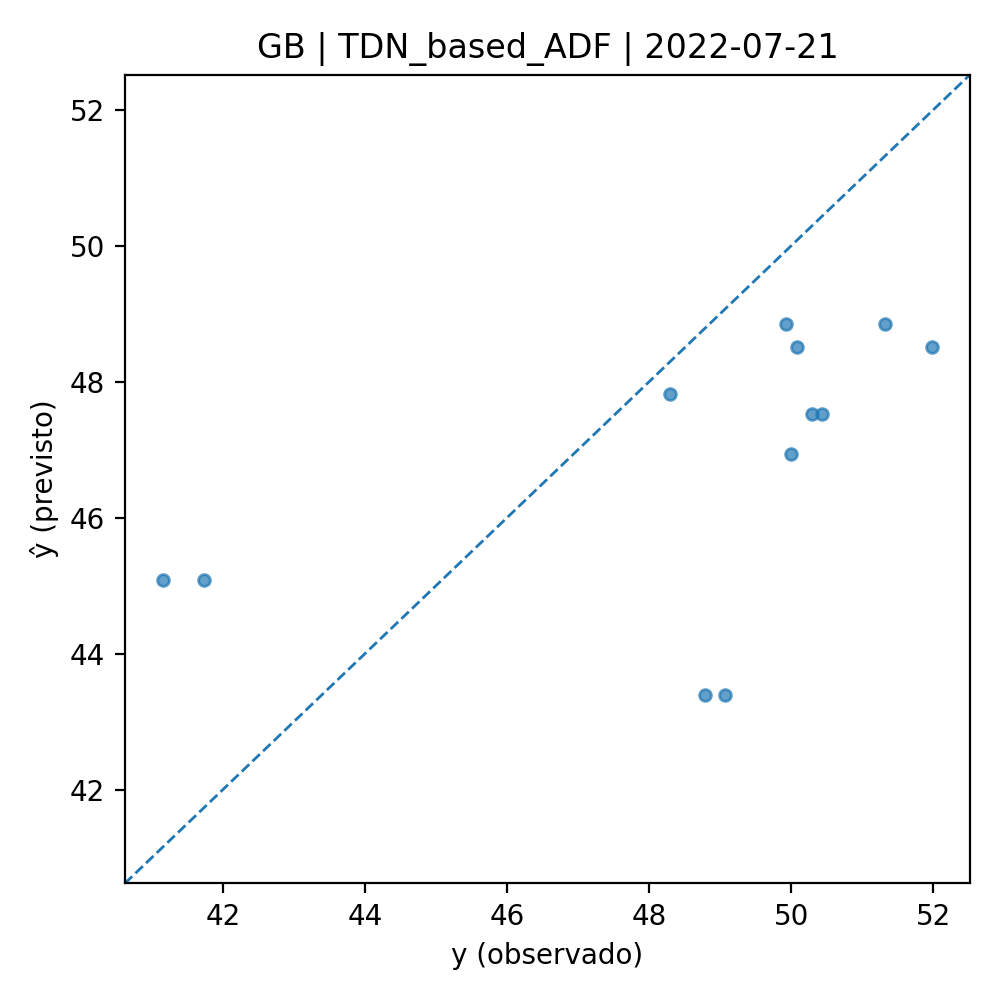 GB | TDN_based_ADF | 2022-07-21
52
50
48
46
44
42
ŷ (previsto)
42 44 46 48 50 52
y (observado)